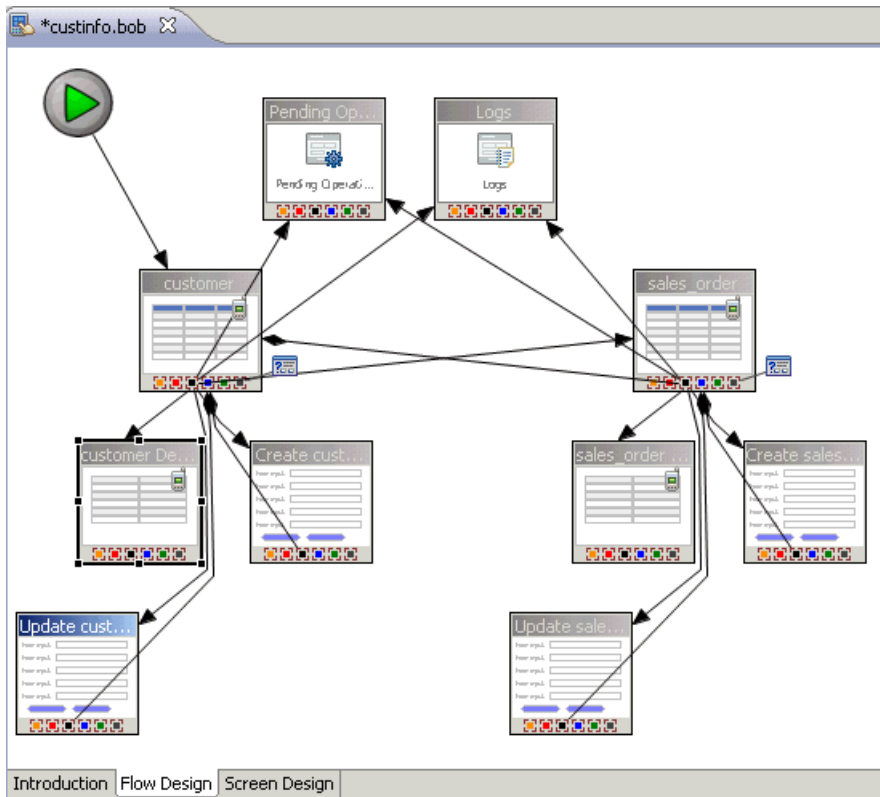 *custinfo.bob
Pending Op...
Logs
Pending Operati...
Logs
customer
sales_order
customer De...
Create cust...
sales_order ...
Create sales...
Update cust...
Update sale...
Introduction
Flow Design
Screen Design